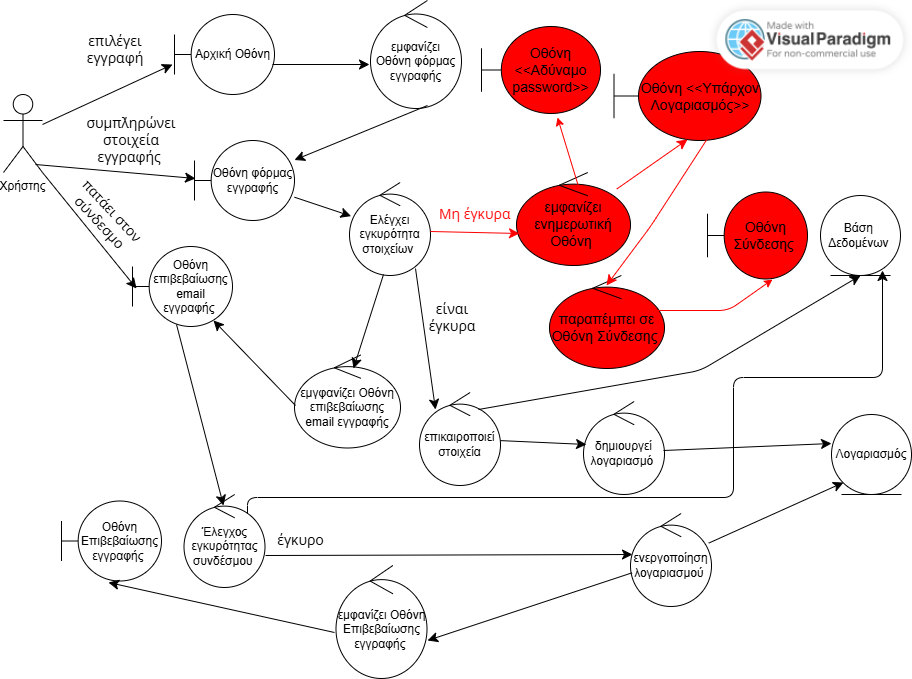 Made with
Visual Paradigm
For non-commercial use
επιλέγει
εγγραφή
Αρχική Οθόνη
εμφανίζει
Οθόνη φόρμας
εγγραφής
Οθόνη
<<Αδύναμο
password>>
Οθόνη <<Υπάρχον
Λογαριασμός>>
Χρήστης
συμπληρώνει
στοιχεία
εγγραφής
Οθόνη φόρμας
εγγραφής
πατάει στον
σύνδεσμο
Ελέγχει
εγκυρότητα
στοιχείων
Μη έγκυρα
εμφανίζει
ενημερωτική
Οθόνη
Οθόνη
Σύνδεσης
Βάση
Δεδομένων
Οθόνη
επιβεβαίωσης
email
εγγραφής
είναι
έγκυρα
παραπέμπει σε
Οθόνη Σύνδεσης
εμγφανίζει Οθόνη
επιβεβαίωσης
email εγγραφής
επικαιροποιεί
στοιχεία
δημιουργεί
λογαριασμό
Λογαριασμός
Οθόνη
Επιβεβαίωσης
εγγραφής
Έλεγχος
εγκυρότητας
συνδέσμου
έγκυρο
ενεργοποίηση
λογαριασμού
εμφανίζει Οθόνη
Επιβεβαίωσης
εγγραφής